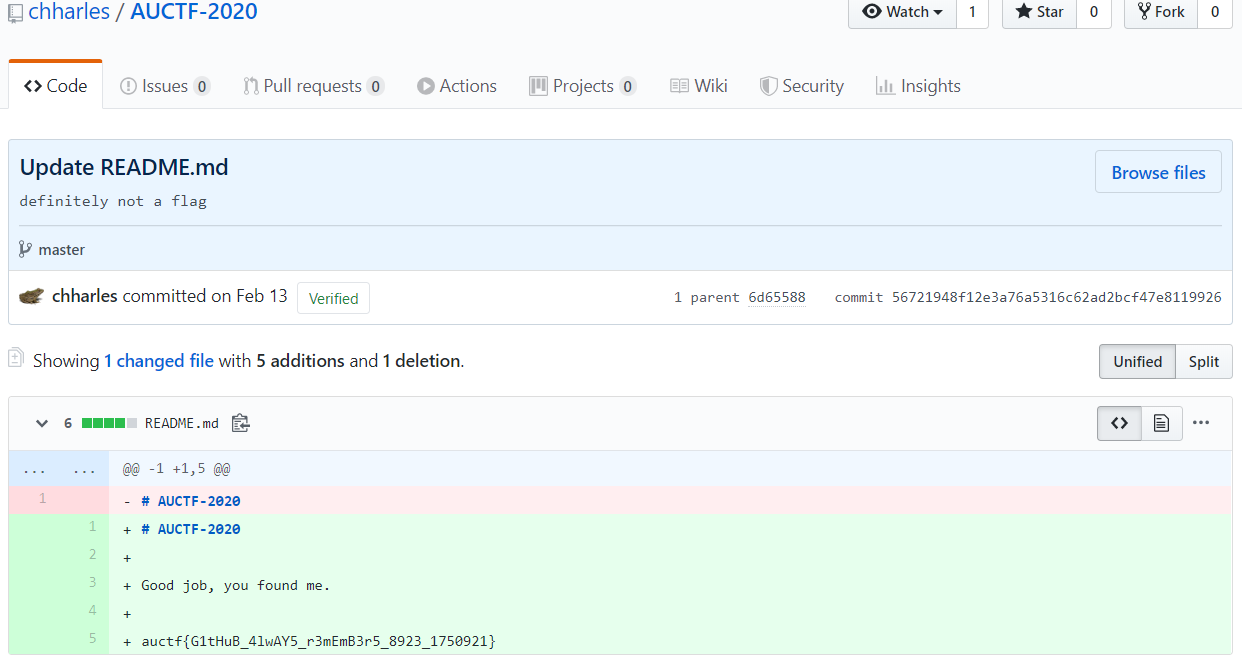 chharles / AUCTF-2020
Watch 1 Star 0 Fork 0
Code Issues 0 Pull requests 0 Actions Projects 0 Wiki Security Insights
Update README.md
Browse files
definitely not a flag
master
chharles committed on Feb 13 Verified 1 parent 6d65588 commit 56721948f12e3a76a5316c62ad2bcf47e8119926
Showing 1 changed file with 5 additions and 1 deletion.
Unified Split
6 README.md
... ... @@ -1 +1,5 @@
1 - # AUCTF-2020
1 + # AUCTF-2020
2 +
3 + Good job, you found me.
4 +
5 + auctf{G1tHuB_4lwAY5_r3mEmB3r5_8923_1750921}